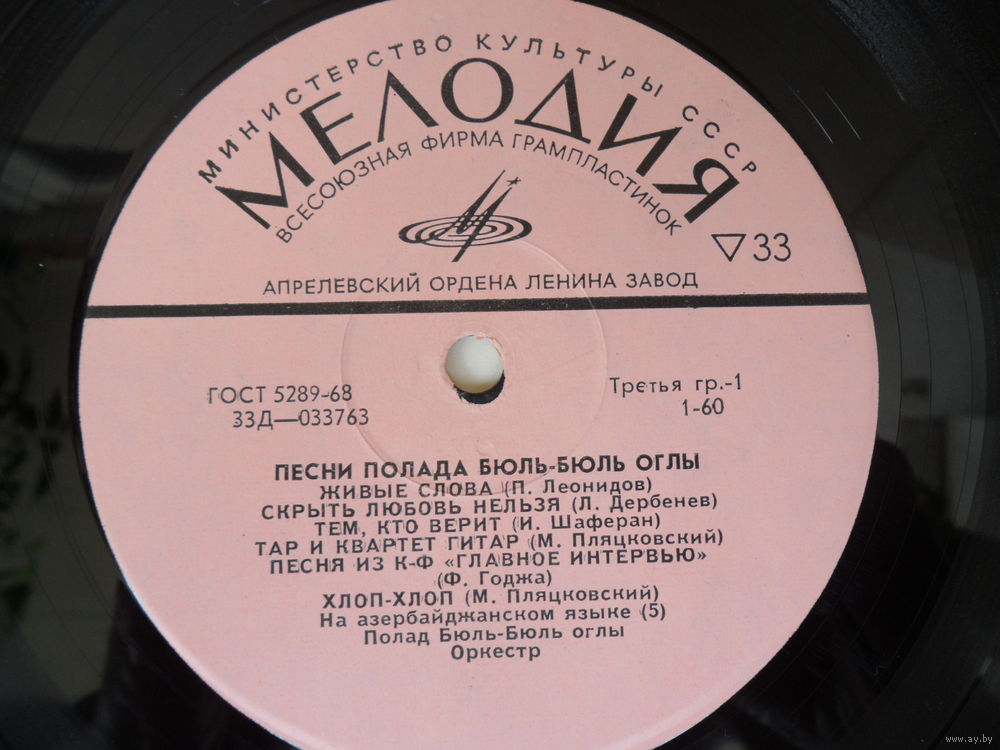 МИНИСТЕРСТВО КУЛЬТУРЫ СССР
МЕЛОДИЯ
ВСЕСОЮЗНАЯ ФИРМА ГРАМПЛАСТИНОК
▽33
АПРЕЛЕВСКИЙ ОРДЕНА ЛЕНИНА ЗАВОД
ГОСТ 5289-68
33Д—033763
Третья гр.-1
1-60
ПЕСНИ ПОЛАДА БЮЛЬ-БЮЛЬ ОГЛЫ
ЖИВЫЕ СЛОВА (П. Леонидов)
СКРЫТЬ ЛЮБОВЬ НЕЛЬЗЯ (Л. Дербенев)
ТЕМ, КТО ВЕРИТ (И. Шаферан)
ТАР И КВАРТЕТ ГИТАР (М. Пляцковский)
ПЕСНЯ ИЗ К-Ф «ГЛАВНОЕ ИНТЕРВЬЮ»
(Ф. Годжа)
ХЛОП-ХЛОП (М. Пляцковский)
На азербайджанском языке (5)
Полад Бюль-Бюль оглы
Оркестр
www.ay.by